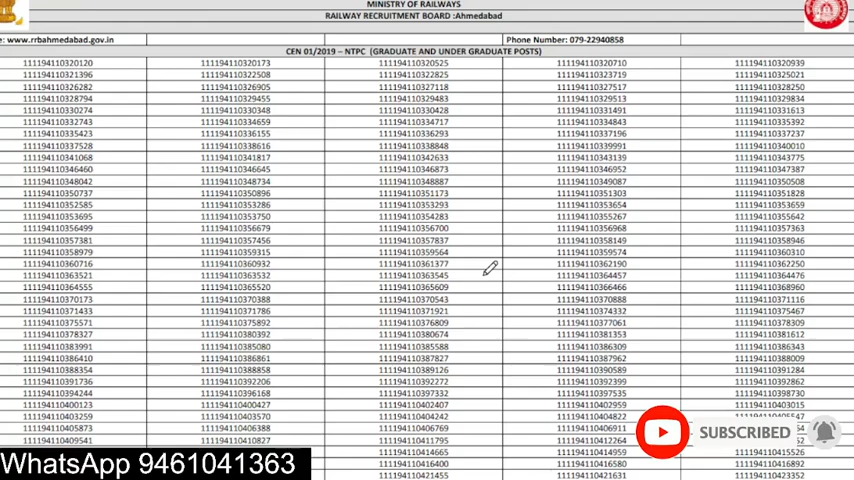 MINISTRY OF RAILWAYS
RAILWAY RECRUITMENT BOARD :Ahmedabad
: www.rrbahmedabad.gov.in Phone Number: 079-22940858
CEN 01/2019 – NTPC (GRADUATE AND UNDER GRADUATE POSTS)
111194110320120 111194110320173 111194110320525 111194110320710 111194110320939
111194110321396 111194110322508 111194110322825 111194110323719 111194110325021
111194110326282 111194110326905 111194110327118 111194110327517 111194110328250
111194110328794 111194110329455 111194110329483 111194110329513 111194110329834
111194110330274 111194110330348 111194110330428 111194110331491 111194110331613
111194110332743 111194110334659 111194110334717 111194110334843 111194110335392
111194110335423 111194110336155 111194110336293 111194110337196 111194110337237
111194110337528 111194110338616 111194110338848 111194110339991 111194110340010
111194110341068 111194110341817 111194110342633 111194110343139 111194110343775
111194110346460 111194110346645 111194110346873 111194110346952 111194110347387
111194110348042 111194110348734 111194110348887 111194110349087 111194110350508
111194110350737 111194110350896 111194110351173 111194110351303 111194110351828
111194110352585 111194110353286 111194110353293 111194110353654 111194110353659
111194110353695 111194110353750 111194110354283 111194110355267 111194110355642
111194110356499 111194110356679 111194110356700 111194110356968 111194110357363
111194110357381 111194110357456 111194110357837 111194110358149 111194110358946
111194110358979 111194110359315 111194110359564 111194110359574 111194110360310
111194110360716 111194110360932 111194110361377 111194110362190 111194110362250
111194110363521 111194110363532 111194110363545 111194110364457 111194110364476
111194110364555 111194110365520 111194110365609 111194110366466 111194110368960
111194110370173 111194110370388 111194110370543 111194110370888 111194110371116
111194110371433 111194110371786 111194110371921 111194110374332 111194110375467
111194110375571 111194110375892 111194110376809 111194110377061 111194110378309
111194110378327 111194110380392 111194110380674 111194110381353 111194110382116
111194110383991 111194110385080 111194110385588 111194110386309 111194110386343
111194110386410 111194110386861 111194110387827 111194110387962 111194110388009
111194110388354 111194110388858 111194110389126 111194110390589 111194110391284
111194110391736 111194110392206 111194110392272 111194110392399 111194110392862
111194110394244 111194110396168 111194110397332 111194110397535 111194110398730
111194110400123 111194110400427 111194110402407 111194110402959 111194110403015
111194110403259 111194110403570 111194110404242 111194110404822
111194110405873 111194110406388 111194110406769 111194110406911
111194110409541 111194110410827 111194110411795 111194110412264
111194110414665 111194110414959 111194110415526
111194110416400 111194110416580 111194110416892
111194110421455 111194110421631 111194110423352
SUBSCRIBED
WhatsApp 9461041363